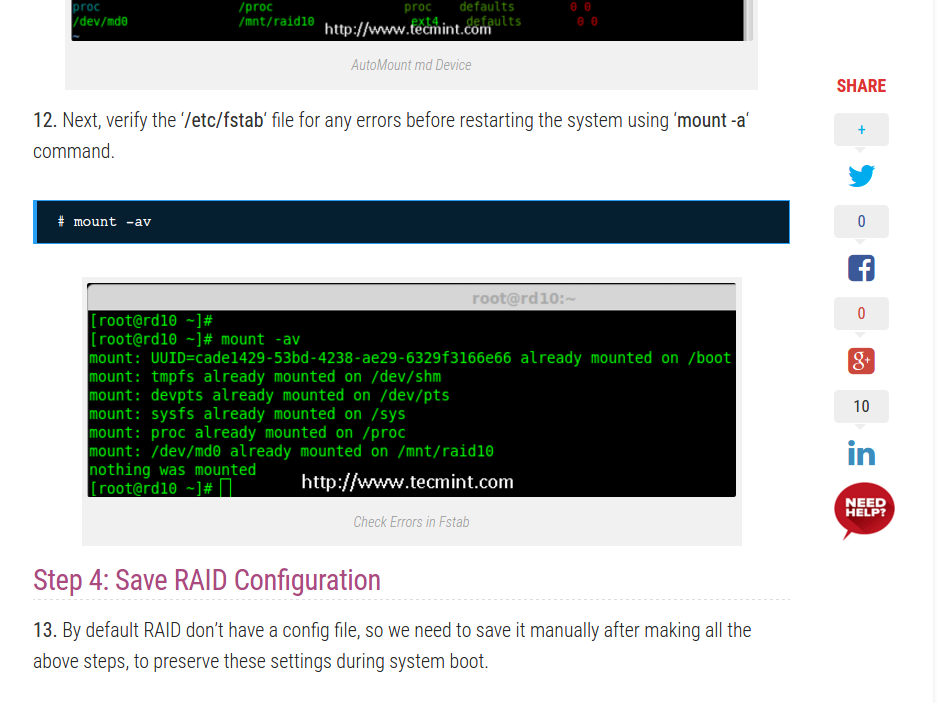 proc /proc proc defaults 0 0
/dev/md0 /mnt/raid10 ext4 defaults 0 0
~
http://www.tecmint.com
AutoMount md Device
12. Next, verify the ‘/etc/fstab‘ file for any errors before restarting the system using ‘mount -a‘
command.
# mount -av
root@rd10:~
[root@rd10 ~]#
[root@rd10 ~]# mount -av
mount: UUID=cade1429-53bd-4238-ae29-6329f3166e66 already mounted on /boot
mount: tmpfs already mounted on /dev/shm
mount: devpts already mounted on /dev/pts
mount: sysfs already mounted on /sys
mount: proc already mounted on /proc
mount: /dev/md0 already mounted on /mnt/raid10
nothing was mounted
[root@rd10 ~]#
http://www.tecmint.com
Check Errors in Fstab
Step 4: Save RAID Configuration
13. By default RAID don’t have a config file, so we need to save it manually after making all the
above steps, to preserve these settings during system boot.
SHARE
+
0
f
0
g+
10
in
NEED
HELP?